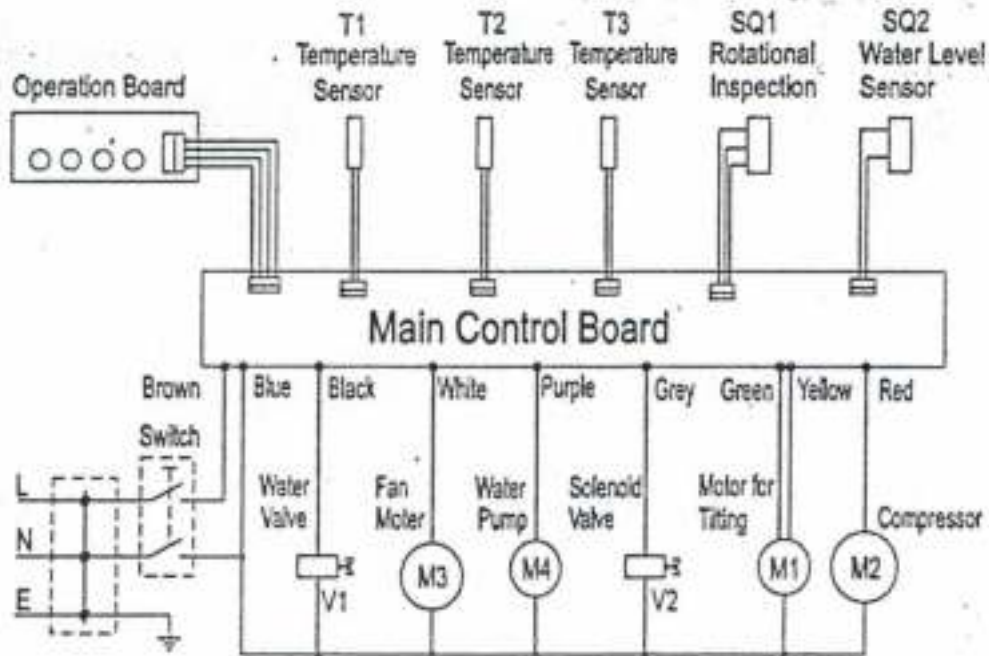 T1
Temperature
Sensor
T2
Temperature
Sensor
T3
Temperature
Sensor
SQ1
Rotational
Inspection
SQ2
Water Level
Sensor
Operation Board
Main Control Board
Brown
Blue
Black
White
Purple
Grey
Green
Yellow
Red
Switch
L
N
E
Water
Valve
V1
Fan
Moter
M3
Water
Pump
M4
Solenoid
Valve
V2
Motor for
Tilting
M1
Compressor
M2